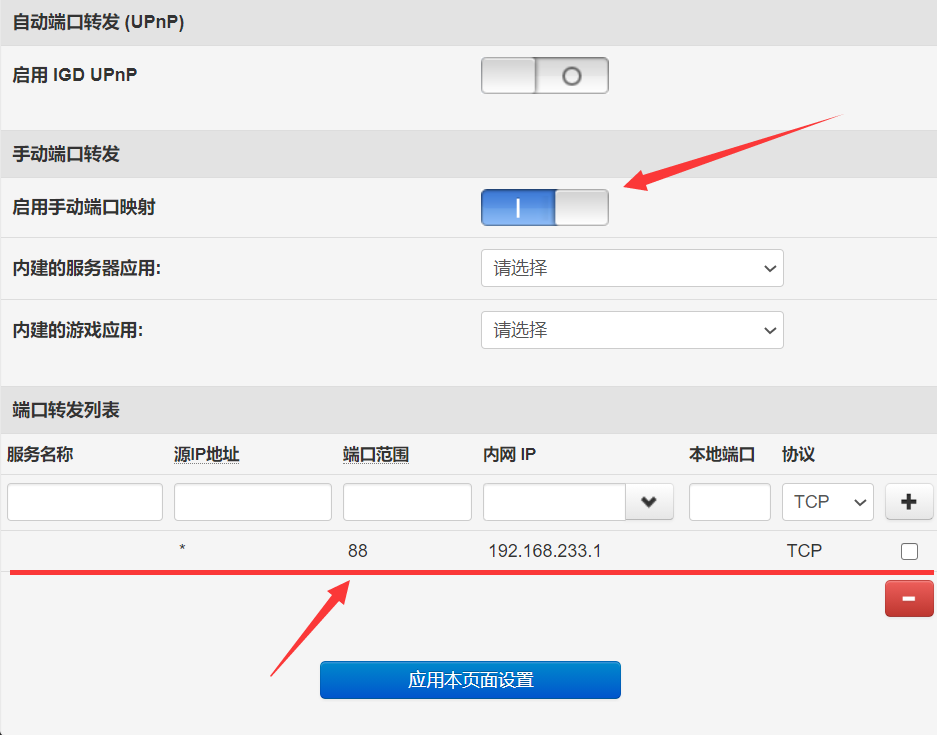 自动端口转发 (UPnP)
启用 IGD UPnP
手动端口转发
启用手动端口映射
内建的服务器应用: 请选择
内建的游戏应用: 请选择
端口转发列表
服务名称 源IP地址 端口范围 内网 IP 本地端口 协议
TCP
* 88 192.168.233.1 TCP
应用本页面设置